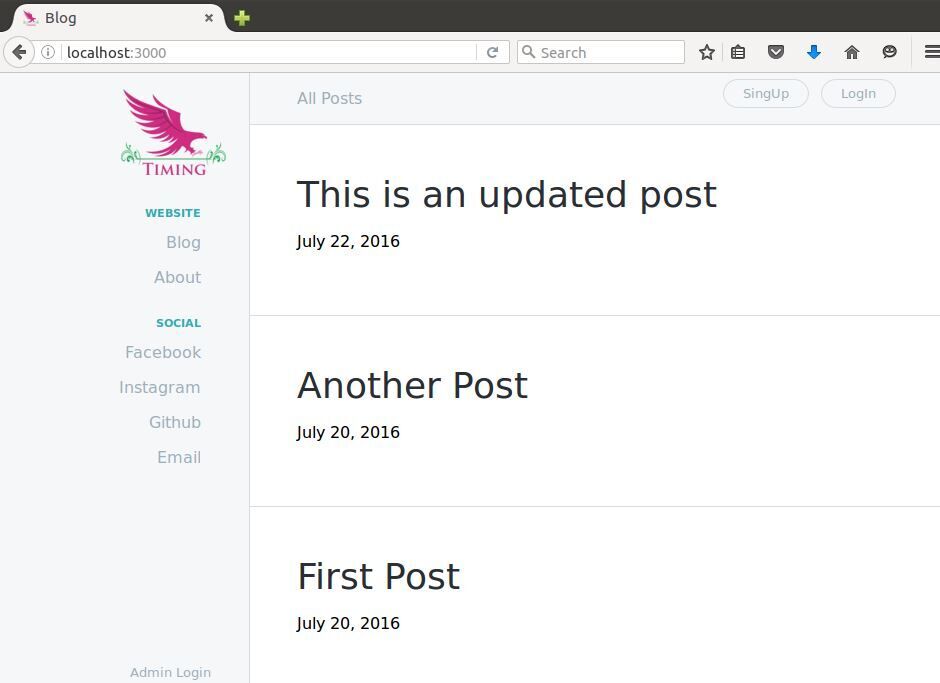 Blog
localhost:3000
Search
TIMING
WEBSITE
Blog
About
SOCIAL
Facebook
Instagram
Github
Email
Admin Login
All Posts
SingUp
LogIn
This is an updated post
July 22, 2016
Another Post
July 20, 2016
First Post
July 20, 2016